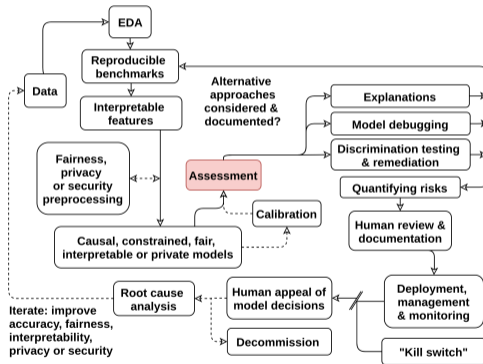 EDA
Data
Reproducible
benchmarks
Interpretable
features
Alternative
approaches
considered &
documented?
Explanations
Model debugging
Discrimination testing
& remediation
Fairness,
privacy
or security
preprocessing
Assessment
Quantifying risks
Calibration
Human review &
documentation
Causal, constrained, fair,
interpretable or private models
Root cause
analysis
Human appeal of
model decisions
Deployment,
management
& monitoring
Iterate: improve
accuracy, fairness,
interpretability,
privacy or security
Decommission
"Kill switch"